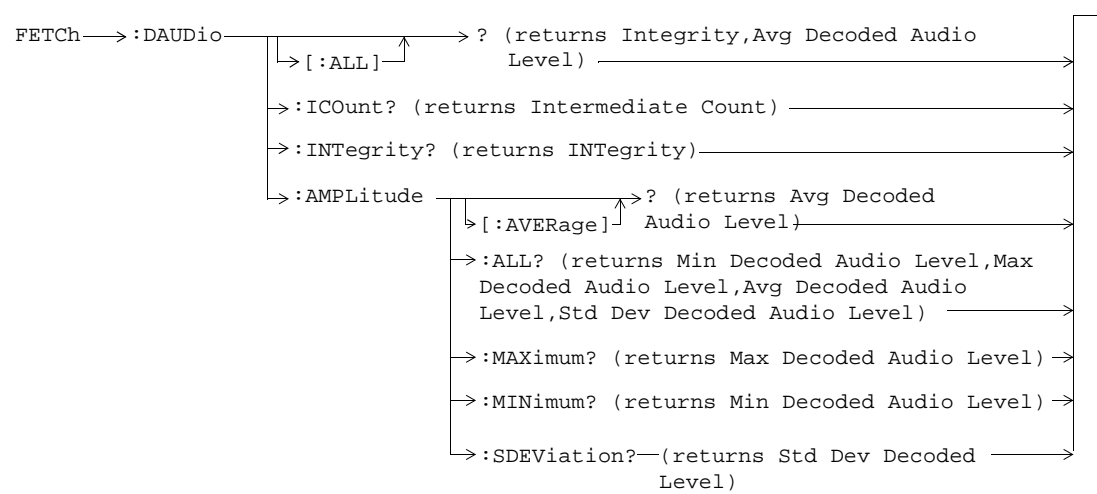 FETCh :DAUDio ? (returns Integrity,Avg Decoded Audio
[:ALL] Level)
:ICOunt? (returns Intermediate Count)
:INTegrity? (returns INTegrity)
:AMPLitude ? (returns Avg Decoded
[:AVERage] Audio Level)
:ALL? (returns Min Decoded Audio Level,Max
Decoded Audio Level,Avg Decoded Audio
Level,Std Dev Decoded Audio Level)
:MAXimum? (returns Max Decoded Audio Level)
:MINimum? (returns Min Decoded Audio Level)
:SDEViation? (returns Std Dev Decoded
Level)